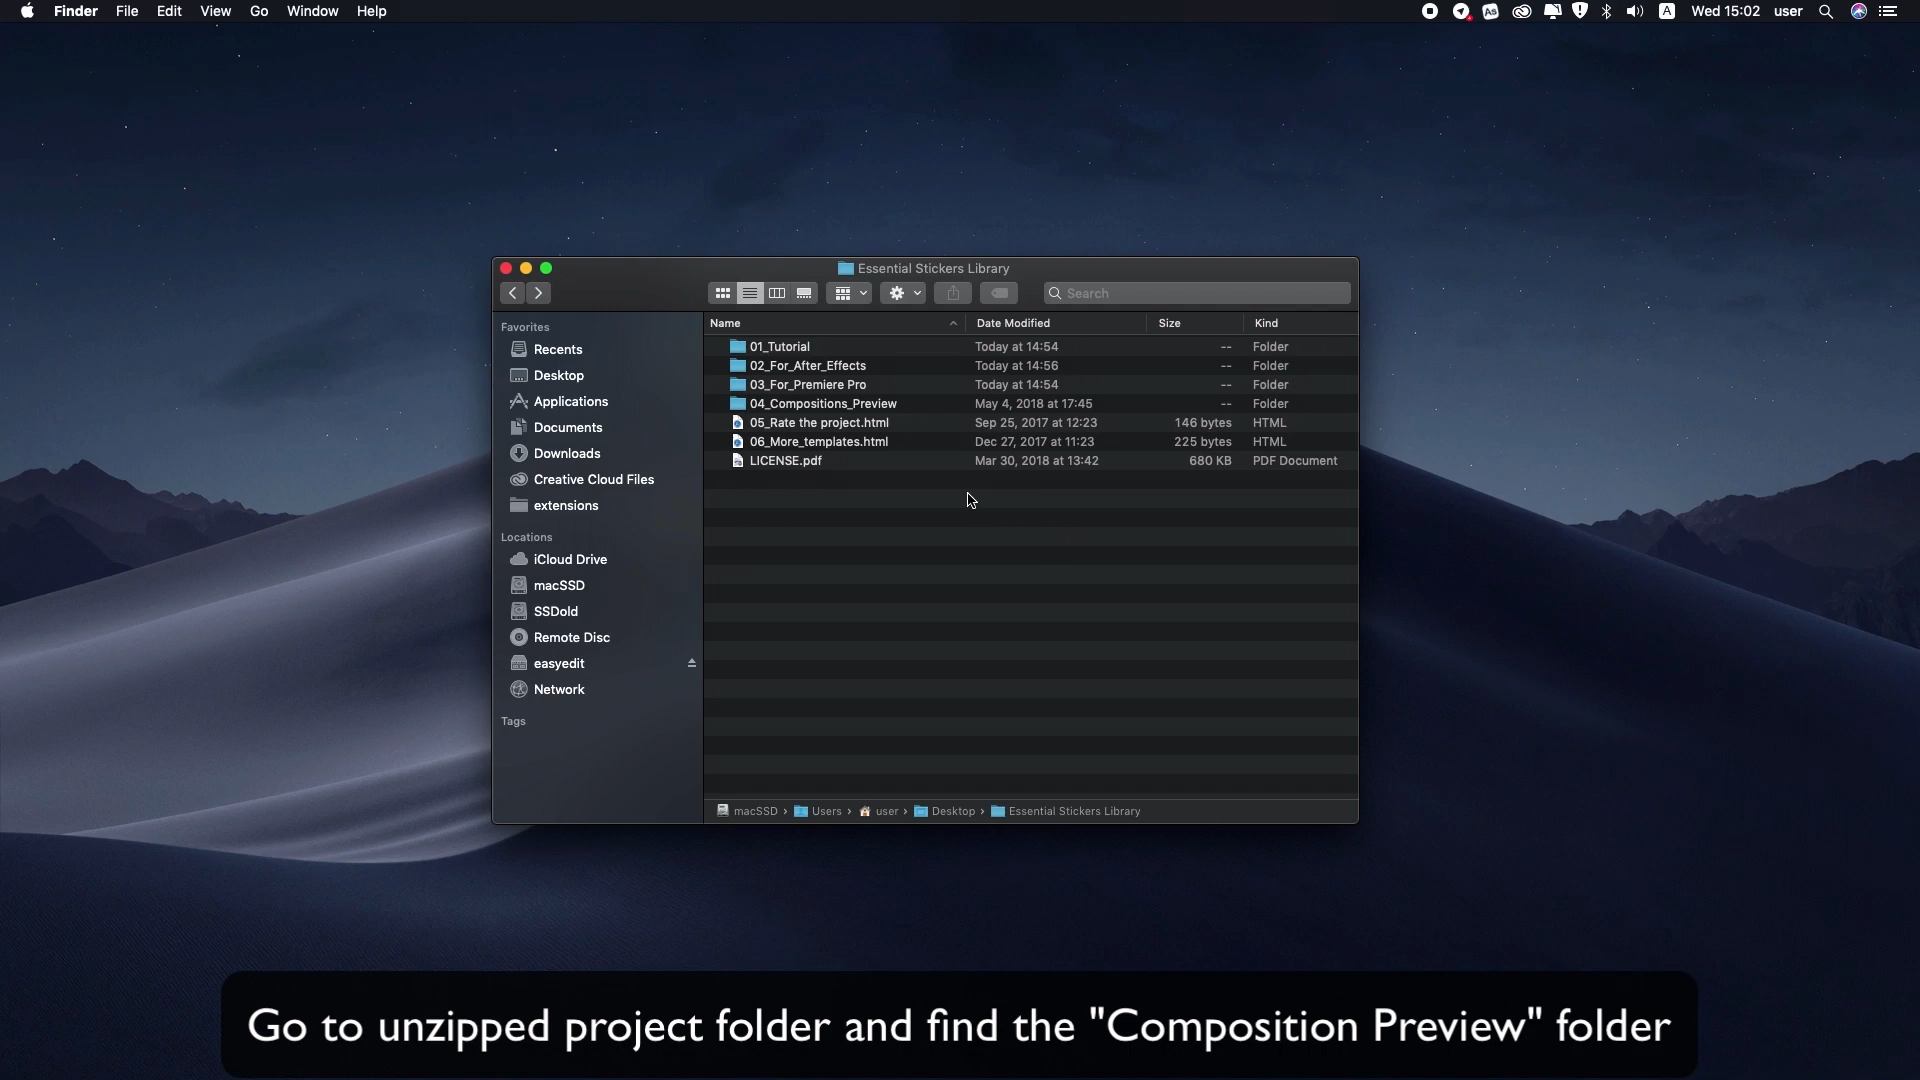 Finder File Edit View Go Window Help As A Wed 15:02 user
Essential Stickers Library
Search
Favorites
Recents
Desktop
Applications
Documents
Downloads
Creative Cloud Files
extensions
Locations
iCloud Drive
macSSD
SSDold
Remote Disc
easyedit
Network
Tags
Name Date Modified Size Kind
01_Tutorial Today at 14:54 -- Folder
02_For_After_Effects Today at 14:56 -- Folder
03_For_Premiere Pro Today at 14:54 -- Folder
04_Compositions_Preview May 4, 2018 at 17:45 -- Folder
05_Rate the project.html Sep 25, 2017 at 12:23 146 bytes HTML
06_More_templates.html Dec 27, 2017 at 11:23 225 bytes HTML
LICENSE.pdf Mar 30, 2018 at 13:42 680 KB PDF Document
macSSD › Users › user › Desktop › Essential Stickers Library
Go to unzipped project folder and find the "Composition Preview" folder